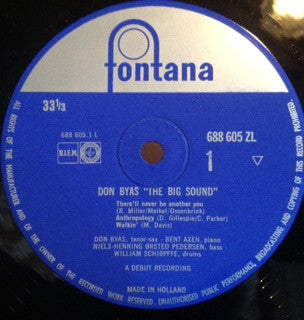 fontana
33 1/3
688 605.1 L
688 605 ZL
B.I.E.M.
1
DON BYAS "THE BIG SOUND"
There'll never be another you
(R. Miller/Meikel/Ossenbrink)
Anthropology (D. Gillespie/C. Parker)
Walkin' (M. Davis)
DON BYAS, tenor-sax - BENT AXEN, piano
NIELS-HENNING ØRSTED PEDERSEN, bass
WILLIAM SCHIÖPFFE, drums
A DEBUT RECORDING
MADE IN HOLLAND
ALL RIGHTS OF THE MANUFACTURER AND OF THE OWNER OF THE RECORDED WORK RESERVED. UNAUTHORISED PUBLIC PERFORMANCE, BROADCASTING AND COPYING OF THIS RECORD PROHIBITED.